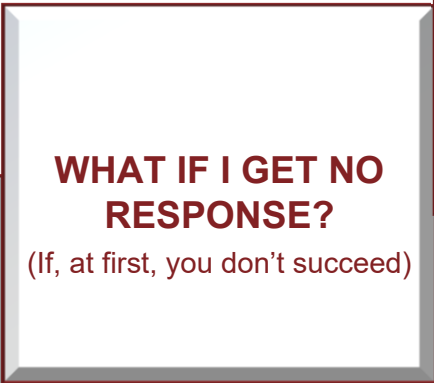 WHAT IF I GET NO
RESPONSE?
(If, at first, you don’t succeed)